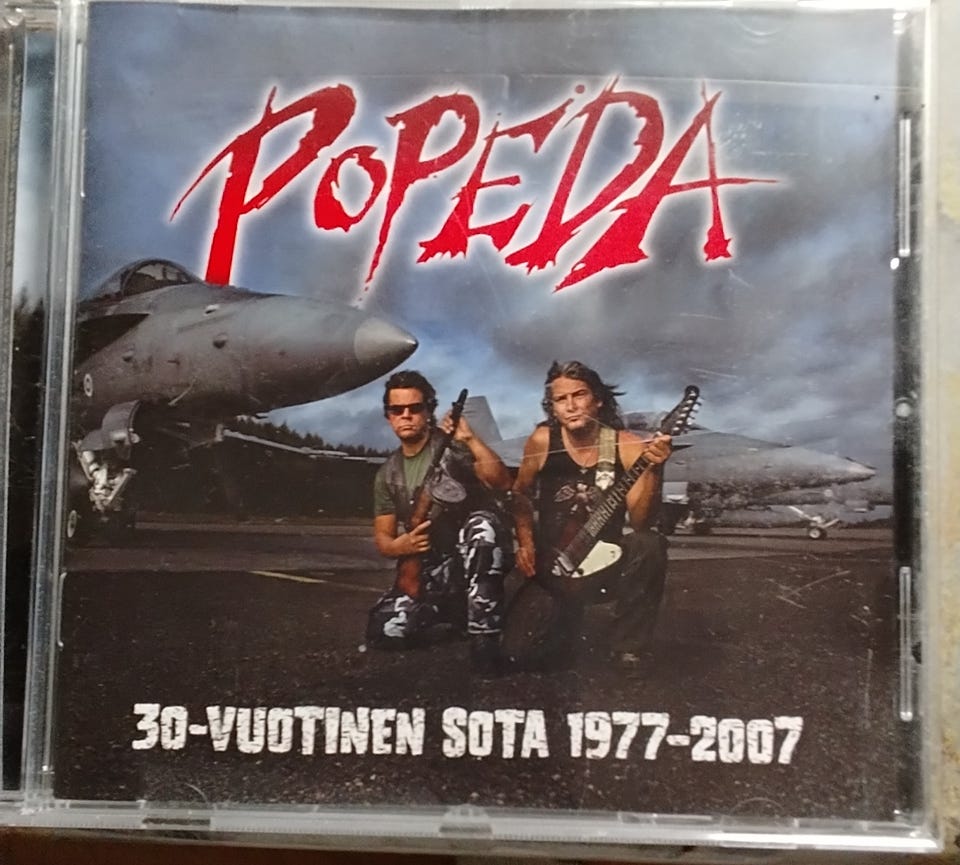 POPEDA
30-VUOTINEN SOTA 1977-2007